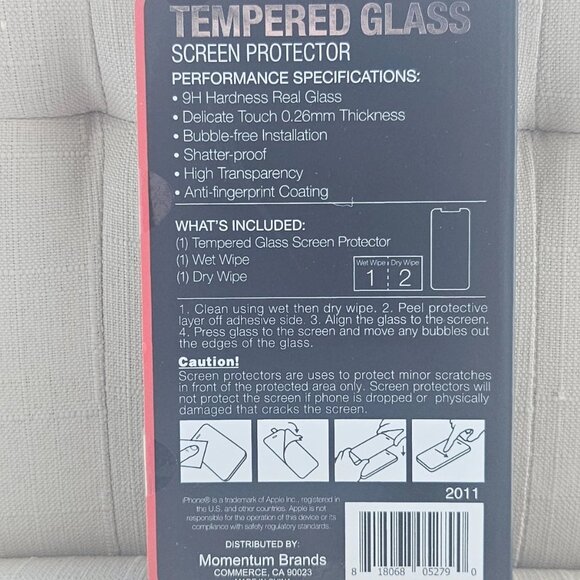 TEMPERED GLASS
SCREEN PROTECTOR
PERFORMANCE SPECIFICATIONS:
• 9H Hardness Real Glass
• Delicate Touch 0.26mm Thickness
• Bubble-free Installation
• Shatter-proof
• High Transparency
• Anti-fingerprint Coating
WHAT'S INCLUDED:
(1) Tempered Glass Screen Protector
(1) Wet Wipe
(1) Dry Wipe
Wet Wipe Dry Wipe
1 2
1. Clean using wet then dry wipe. 2. Peel protective
layer off adhesive side. 3. Align the glass to the screen.
4. Press glass to the screen and move any bubbles out
the edges of the glass.
Caution!
Screen protectors are uses to protect minor scratches
in front of the protected area only. Screen protectors will
not protect the screen if phone is dropped or physically
damaged that cracks the screen.
iPhone® is a trademark of Apple Inc., registered in
the U.S. and other countries. Apple is not
responsible for the operation of this device or its
compliance with safety regulatory standards.
2011
DISTRIBUTED BY:
Momentum Brands
COMMERCE, CA 90023
MADE IN CHINA
8 18068 05279 0